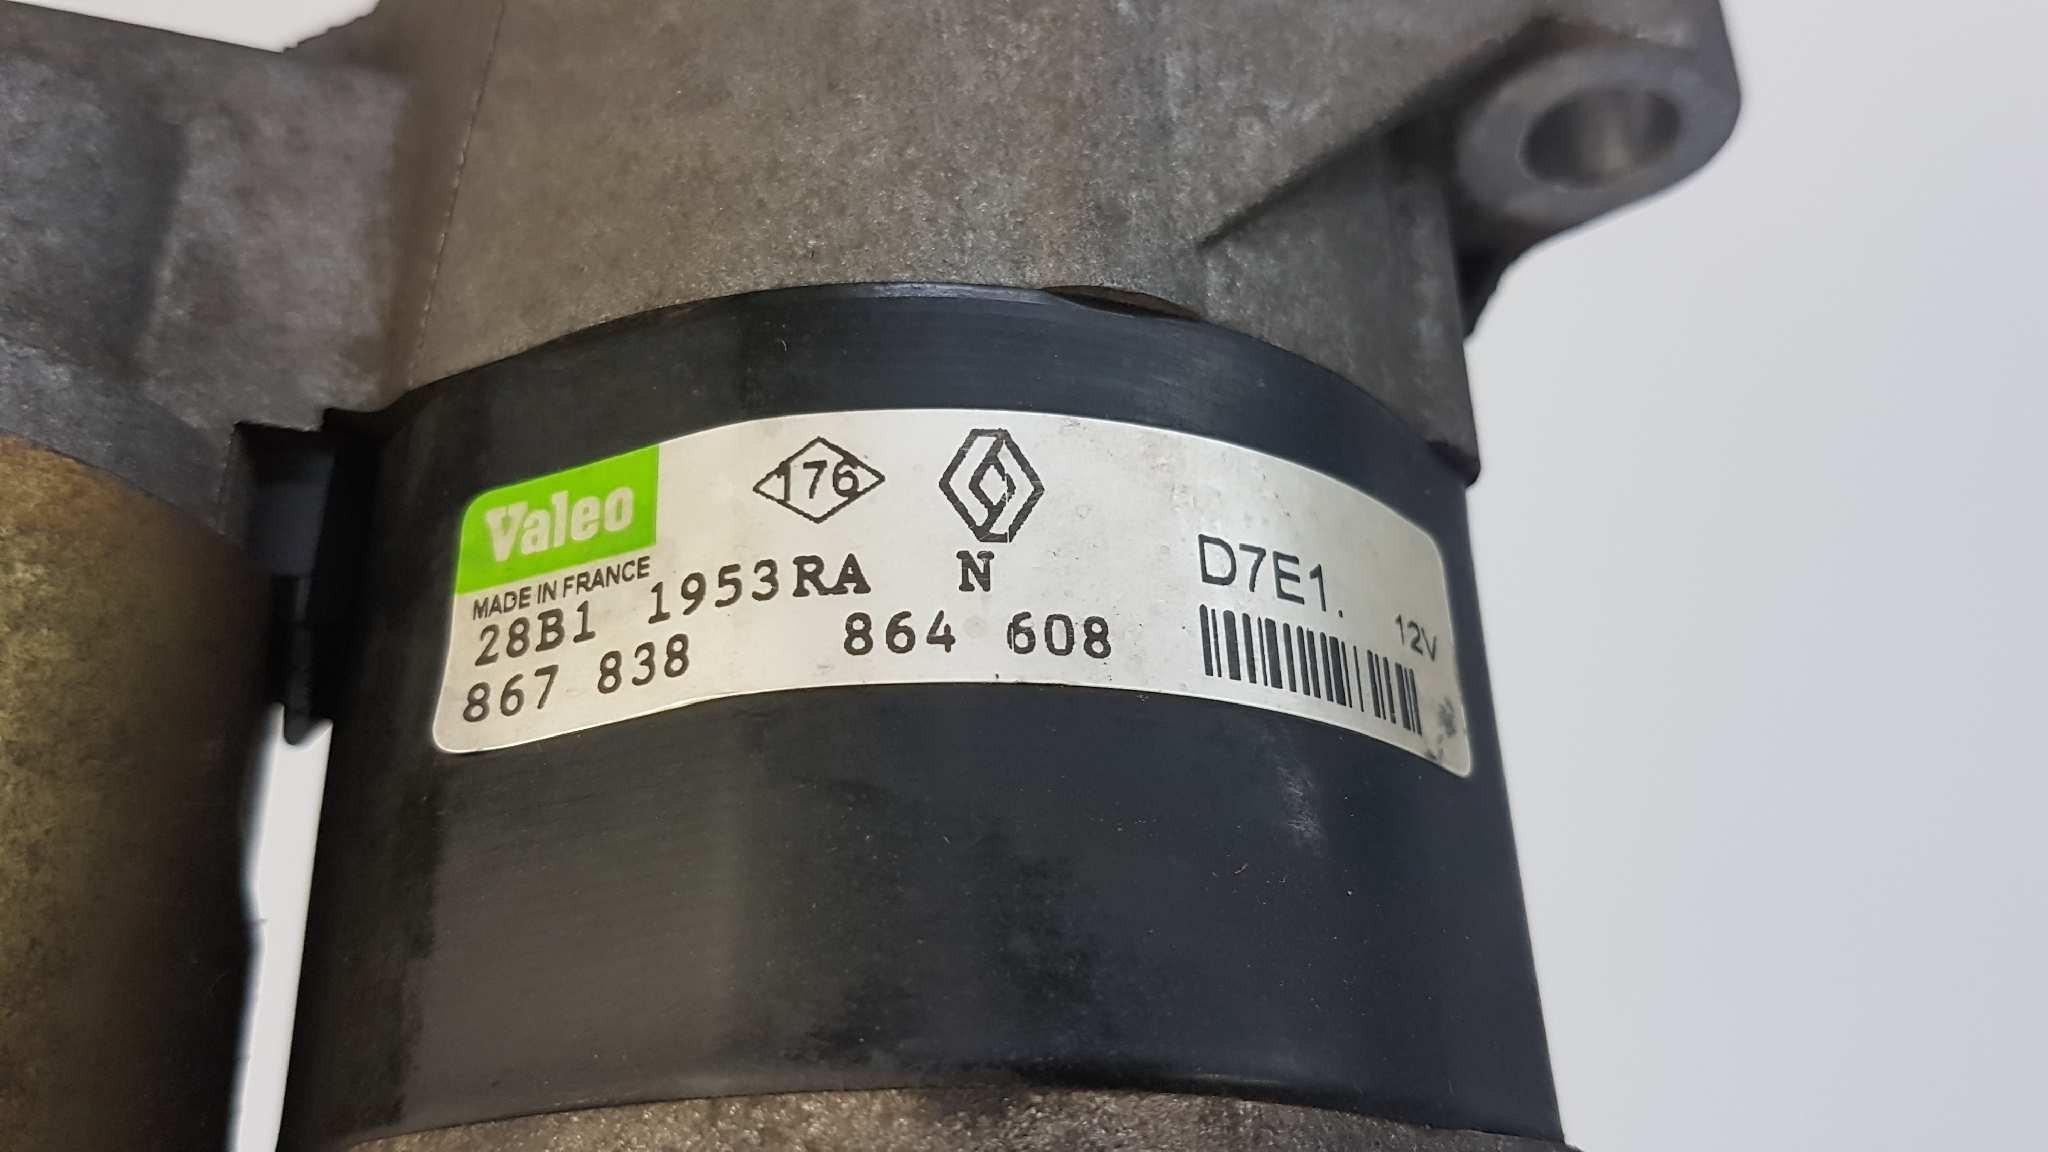 Valeo
176
MADE IN FRANCE
28B1 1953RA N
D7E1.
867 838 864 608
12V